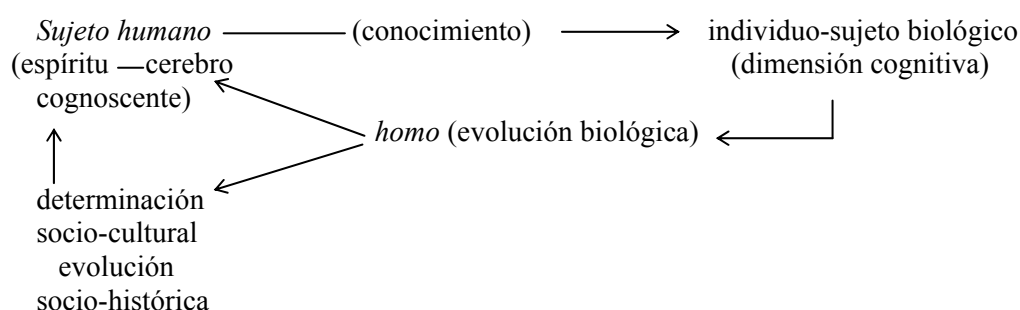 Sujeto humano (conocimiento) individuo-sujeto biológico
(espíritu —cerebro (dimensión cognitiva)
cognoscente)
homo (evolución biológica)
determinación
socio-cultural
evolución
socio-histórica